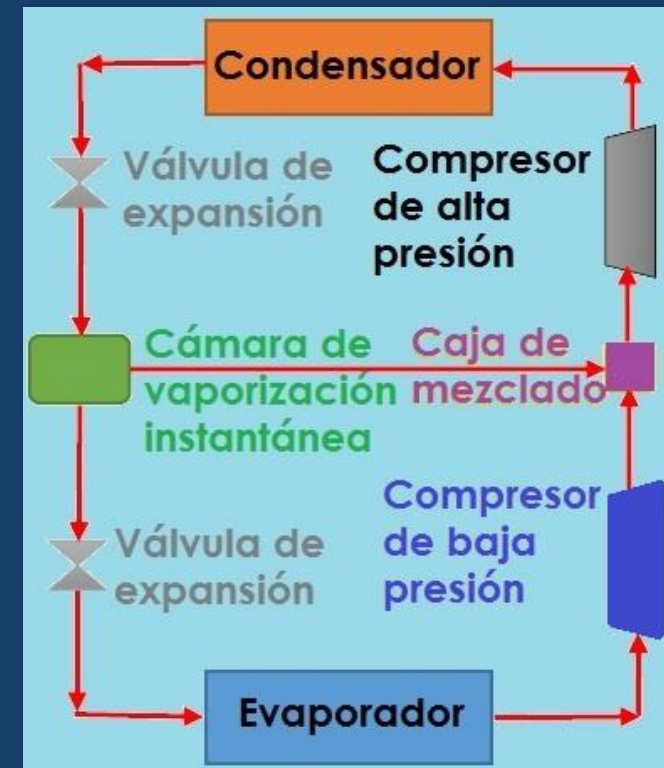 Condensador
Válvula de
expansión
Compresor
de alta
presión
Cámara de
vaporización
instantánea
Caja de
mezclado
Compresor
de baja
presión
Válvula de
expansión
Evaporador